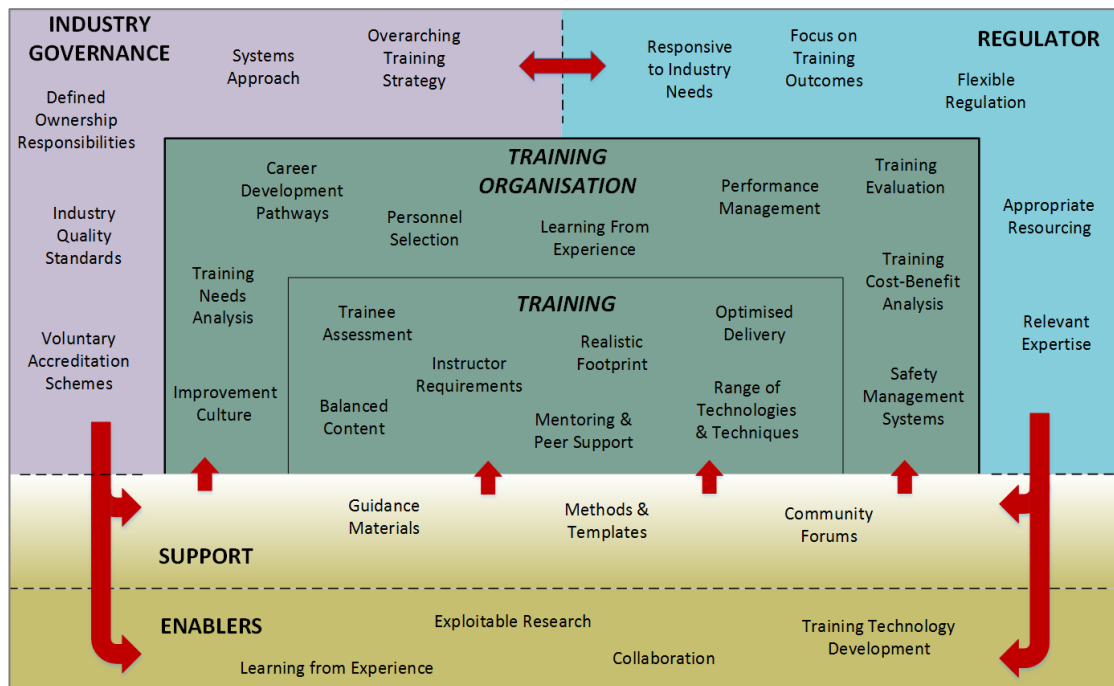 INDUSTRY
GOVERNANCE
Systems
Approach
Overarching
Training
Strategy
Defined
Ownership
Responsibilities
Industry
Quality
Standards
Voluntary
Accreditation
Schemes
REGULATOR
Responsive
to Industry
Needs
Focus on
Training
Outcomes
Flexible
Regulation
Appropriate
Resourcing
Relevant
Expertise
TRAINING
ORGANISATION
Career
Development
Pathways
Personnel
Selection
Learning From
Experience
Performance
Management
Training
Evaluation
Training
Needs
Analysis
Training
Cost-Benefit
Analysis
Improvement
Culture
Safety
Management
Systems
TRAINING
Trainee
Assessment
Instructor
Requirements
Realistic
Footprint
Optimised
Delivery
Balanced
Content
Mentoring &
Peer Support
Range of
Technologies
& Techniques
SUPPORT
Guidance
Materials
Methods &
Templates
Community
Forums
ENABLERS
Exploitable Research
Training Technology
Development
Learning from Experience
Collaboration